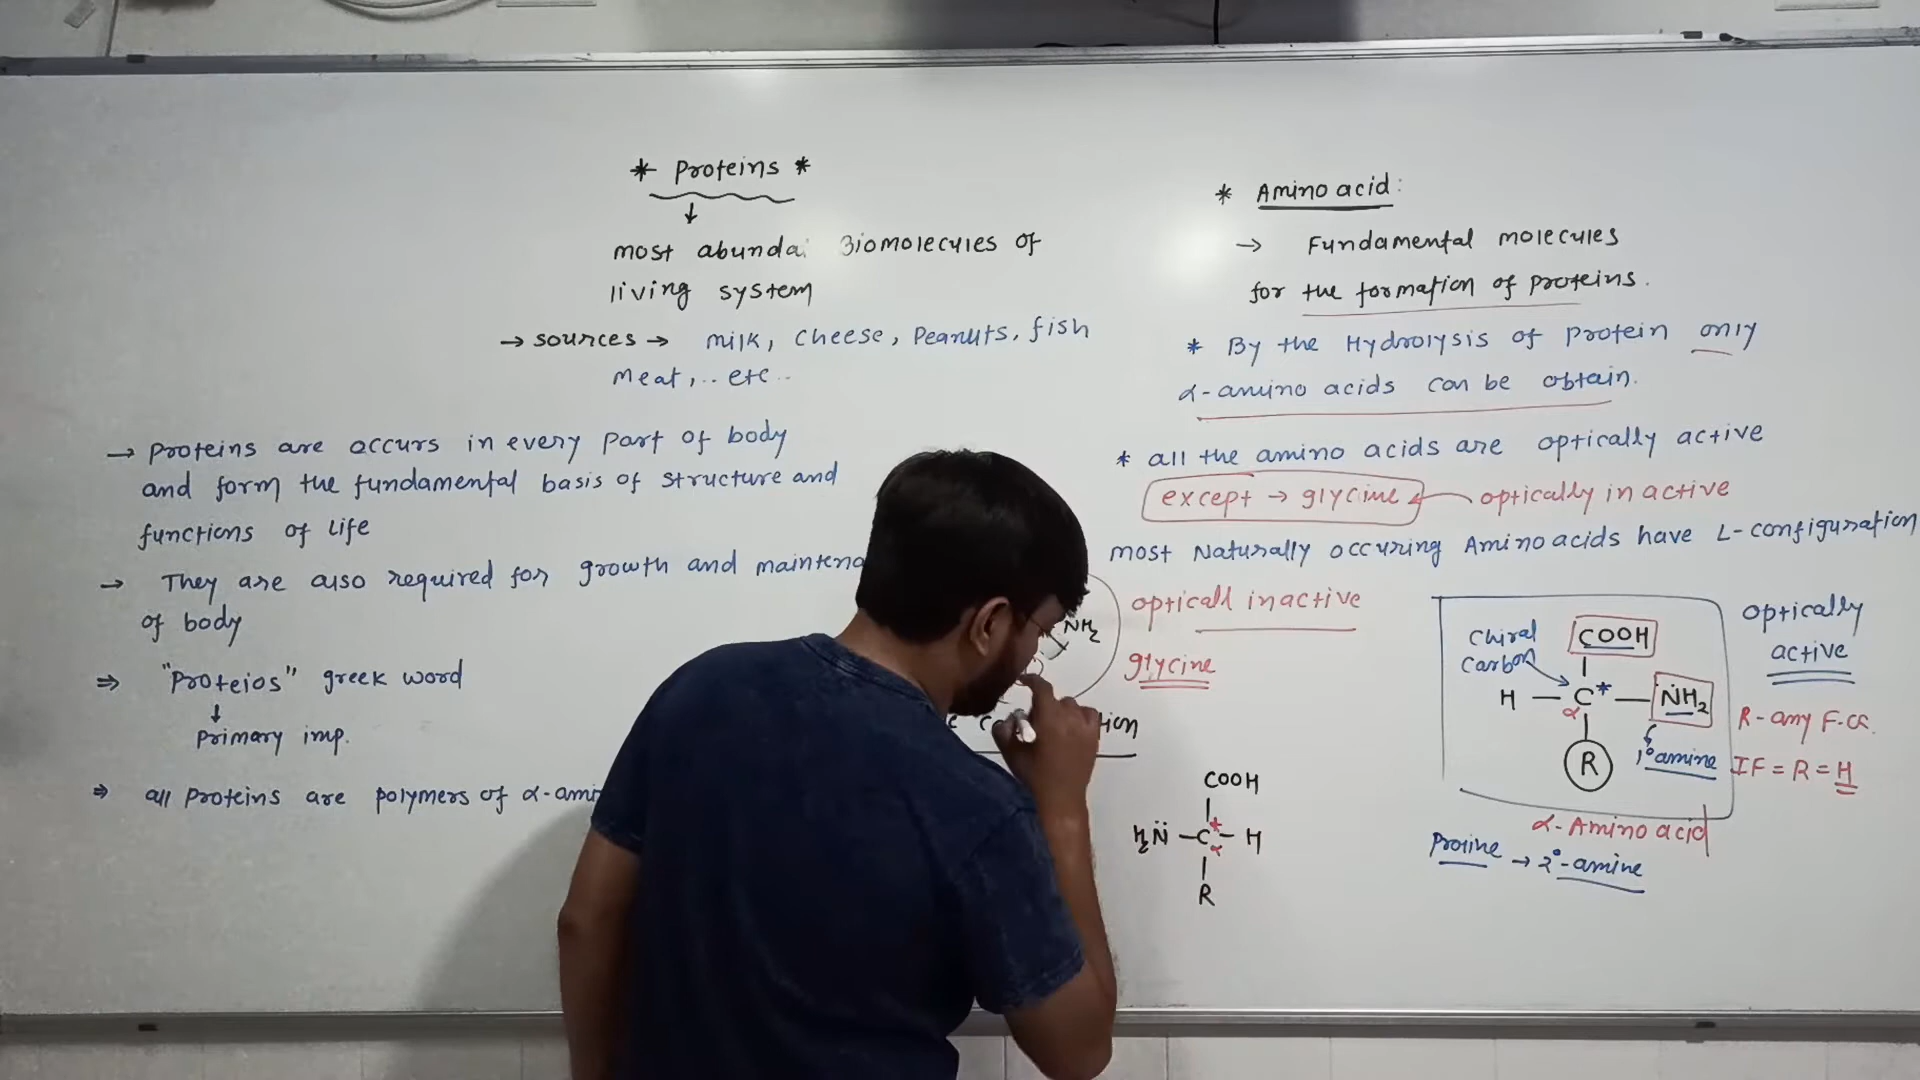 * Proteins *
↓
most abunda Biomolecules of
living system
→ sources → milk, cheese, Peanuts, fish
meat,.. etc..
→ Proteins are occurs in every part of body
and form the fundamental basis of structure and
functions of life
→ They are also required for growth and maintena
of body
⇒ "Proteios" greek word
↓
Primary imp.
⇒ all proteins are polymers of α-ami
* Amino acid:
→ Fundamental molecules
for the formation of proteins.
* By the Hydrolysis of protein only
α-amino acids can be obtain.
* all the amino acids are optically active
except → glycine ← optically inactive
most Naturally occuring Aminoacids have L-configuration
NH2
opticall inactive
glycine
tion
COOH
H2N̈ - C* - H
α
R
Chiral
Carbon
COOH
H - C* - N̈H2
α
R
1°amine
α-Amino acid
Proline → 2°-amine
optically
active
R-any F.G.
IF = R = H